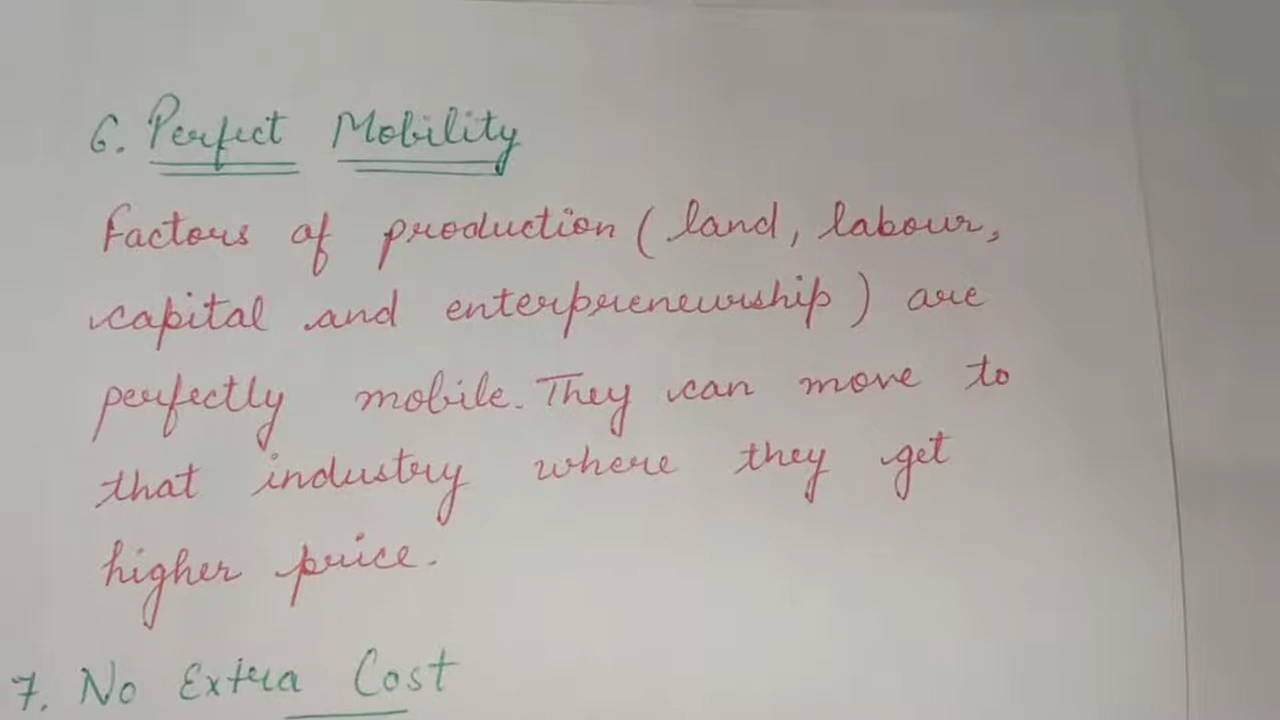 6. Perfect Mobility
Factors of production (land, labour,
capital and enterpreneurship) are
perfectly mobile. They can move to
that industry where they get
higher price.
7. No Extra Cost